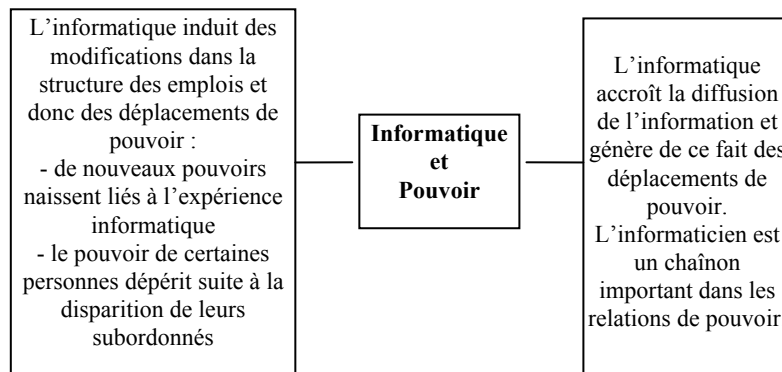 L’informatique induit des
modifications dans la
structure des emplois et
donc des déplacements de
pouvoir :
- de nouveaux pouvoirs
naissent liés à l’expérience
informatique
- le pouvoir de certaines
personnes dépérit suite à la
disparition de leurs
subordonnés
Informatique
et
Pouvoir
L’informatique
accroît la diffusion
de l’information et
génère de ce fait des
déplacements de
pouvoir.
L’informaticien est
un chaînon
important dans les
relations de pouvoir